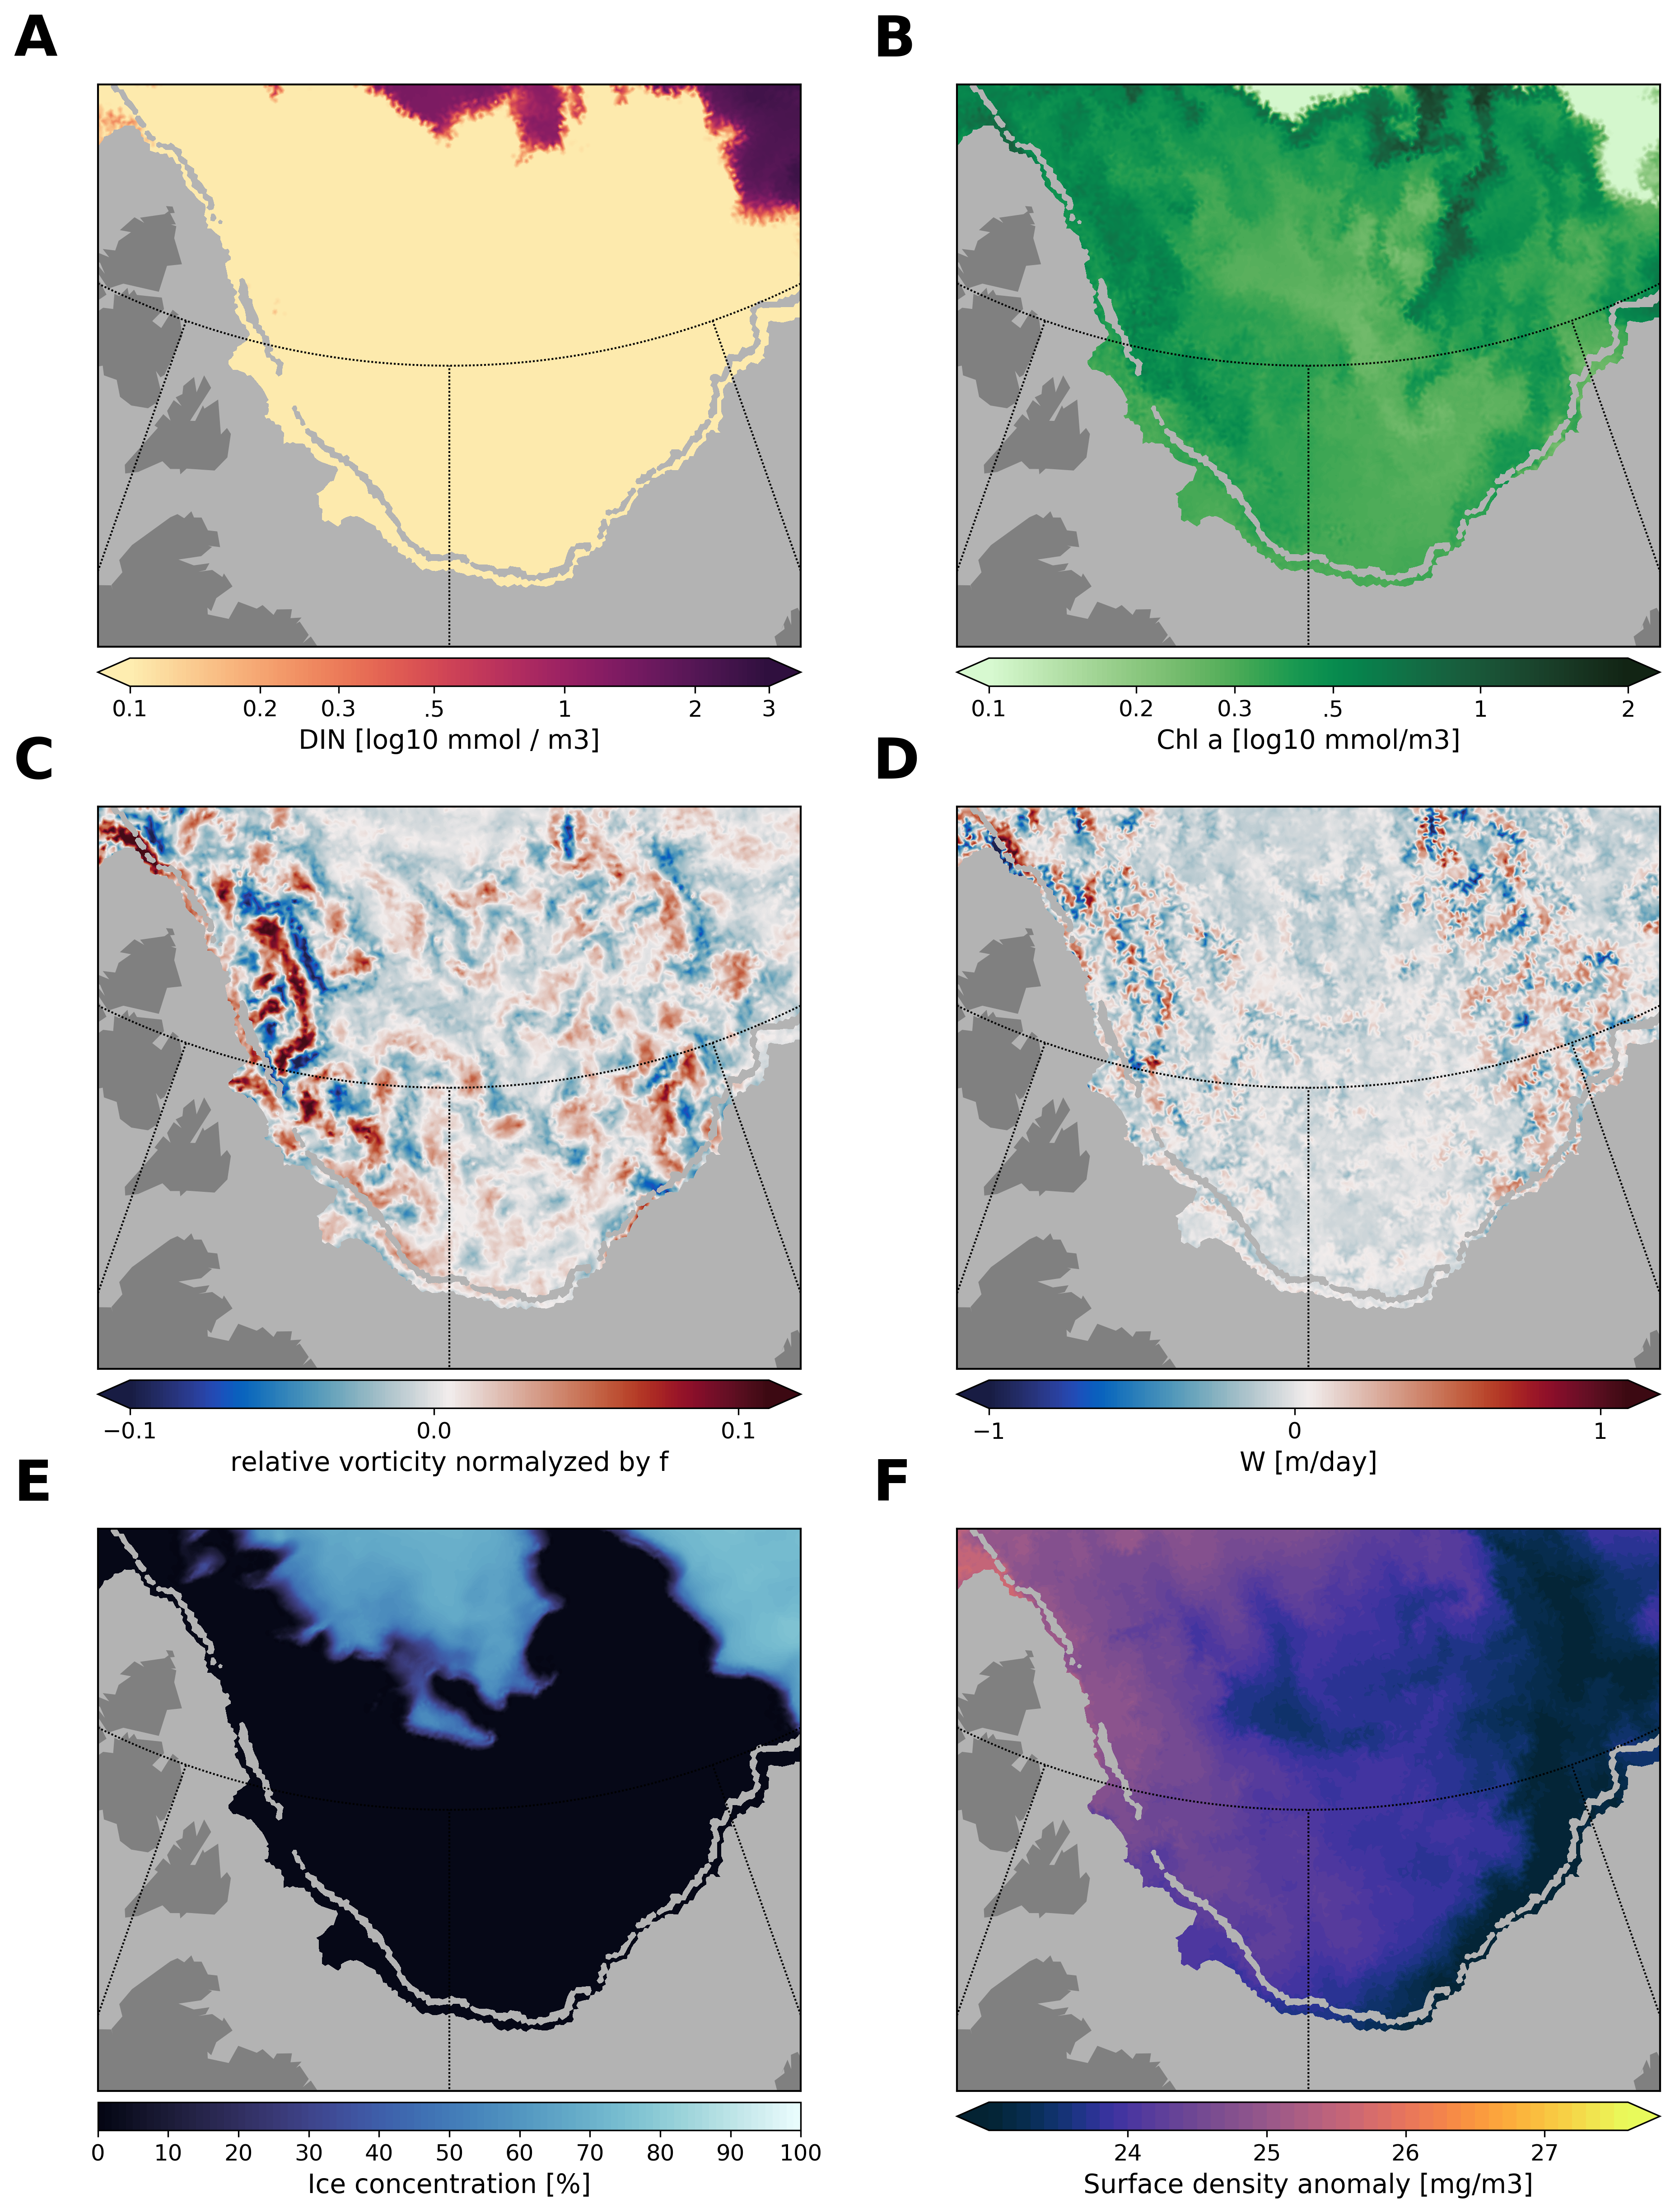 A
B
0.1 0.2 0.3 .5 1 2 3
DIN [log10 mmol / m3]
0.1 0.2 0.3 .5 1 2
Chl a [log10 mmol/m3]
C
D
−0.1 0.0 0.1
relative vorticity normalyzed by f
−1 0 1
W [m/day]
E
F
0 10 20 30 40 50 60 70 80 90 100
Ice concentration [%]
24 25 26 27
Surface density anomaly [mg/m3]